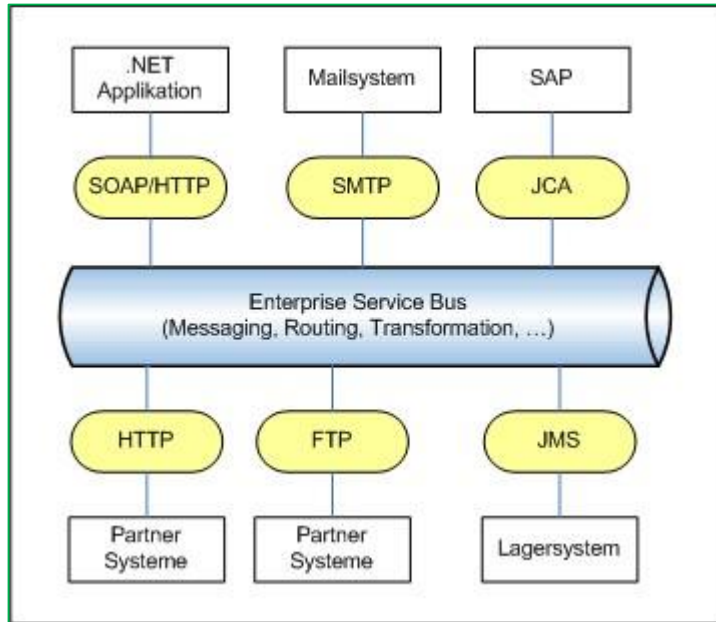 .NET
Applikation
Mailsystem
SAP
SOAP/HTTP
SMTP
JCA
Enterprise Service Bus
(Messaging, Routing, Transformation, …)
HTTP
FTP
JMS
Partner
Systeme
Partner
Systeme
Lagersystem